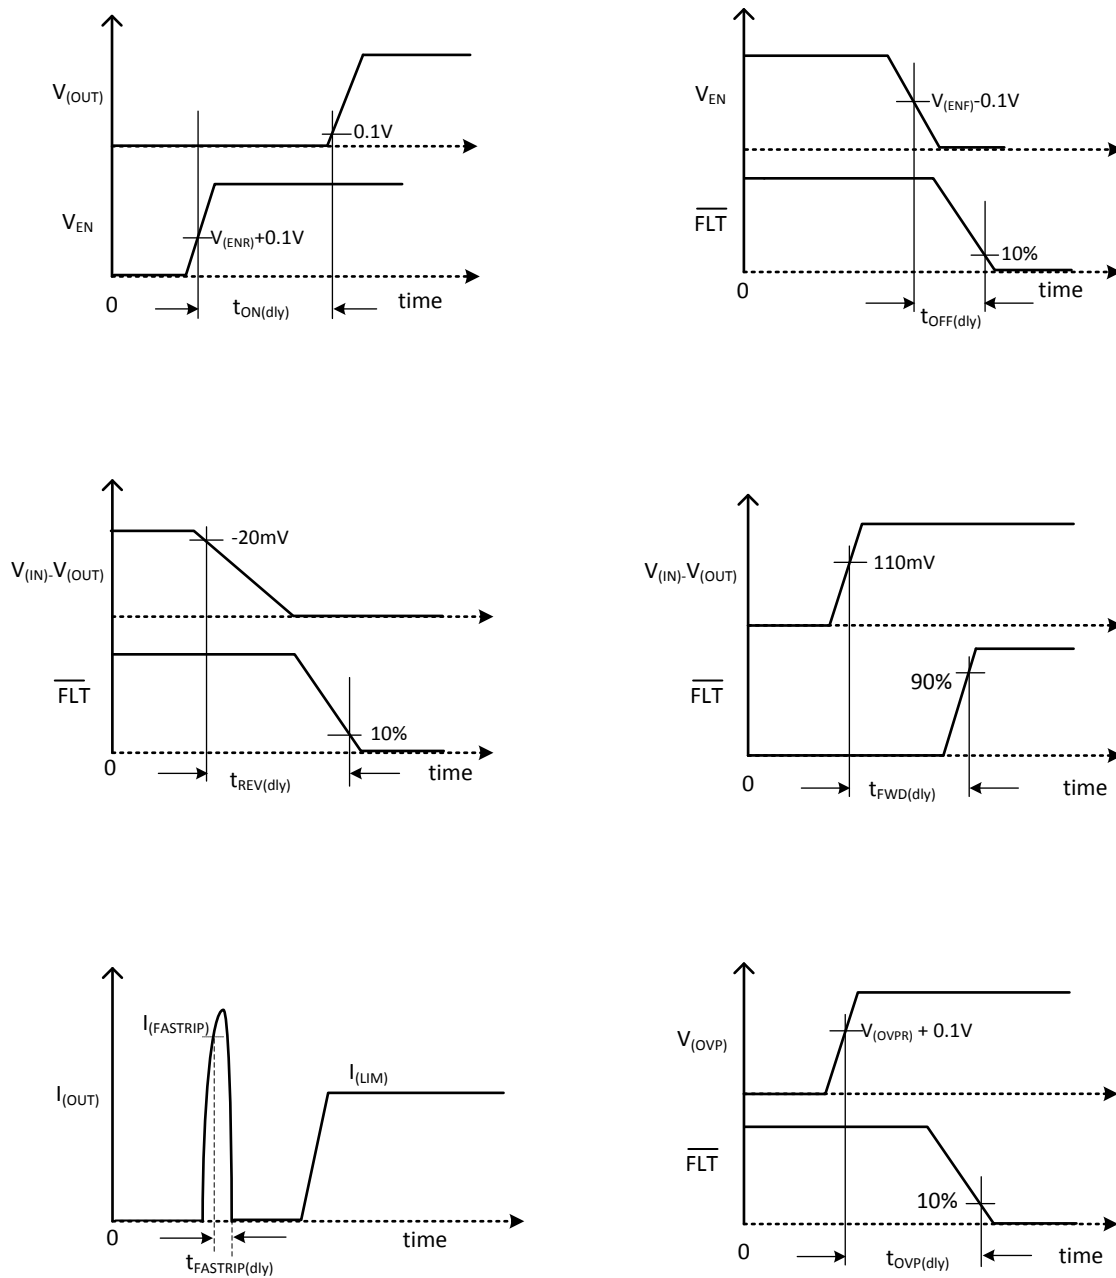 V(OUT)
0.1V
VEN
V(ENR)+0.1V
0
tON(dly)
time
VEN
V(ENF)-0.1V
FLT
10%
0
tOFF(dly)
time
V(IN)-V(OUT)
-20mV
FLT
10%
0
tREV(dly)
time
V(IN)-V(OUT)
110mV
FLT
90%
0
tFWD(dly)
time
I(FASTRIP)
I(OUT)
I(LIM)
0
tFASTRIP(dly)
time
V(OVP)
V(OVPR) + 0.1V
FLT
10%
0
tOVP(dly)
time